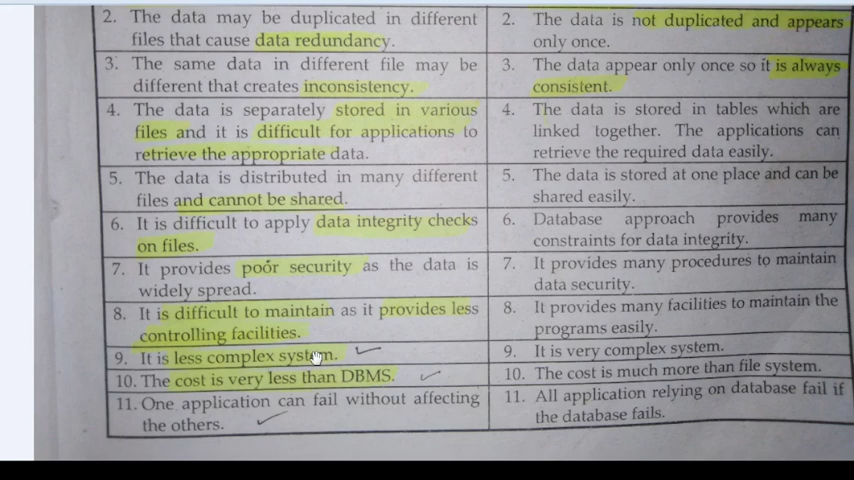 2. The data may be duplicated in different
files that cause data redundancy.
3. The same data in different file may be
different that creates inconsistency.
4. The data is separately stored in various
files and it is difficult for applications to
retrieve the appropriate data.
5. The data is distributed in many different
files and cannot be shared.
6. It is difficult to apply data integrity checks
on files.
7. It provides poor security as the data is
widely spread.
8. It is difficult to maintain as it provides less
controlling facilities.
9. It is less complex system.
10. The cost is very less than DBMS.
11. One application can fail without affecting
the others.
2. The data is not duplicated and appears
only once.
3. The data appear only once so it is always
consistent.
4. The data is stored in tables which are
linked together. The applications can
retrieve the required data easily.
5. The data is stored at one place and can be
shared easily.
6. Database approach provides many
constraints for data integrity.
7. It provides many procedures to maintain
data security.
8. It provides many facilities to maintain the
programs easily.
9. It is very complex system.
10. The cost is much more than file system.
11. All application relying on database fail if
the database fails.